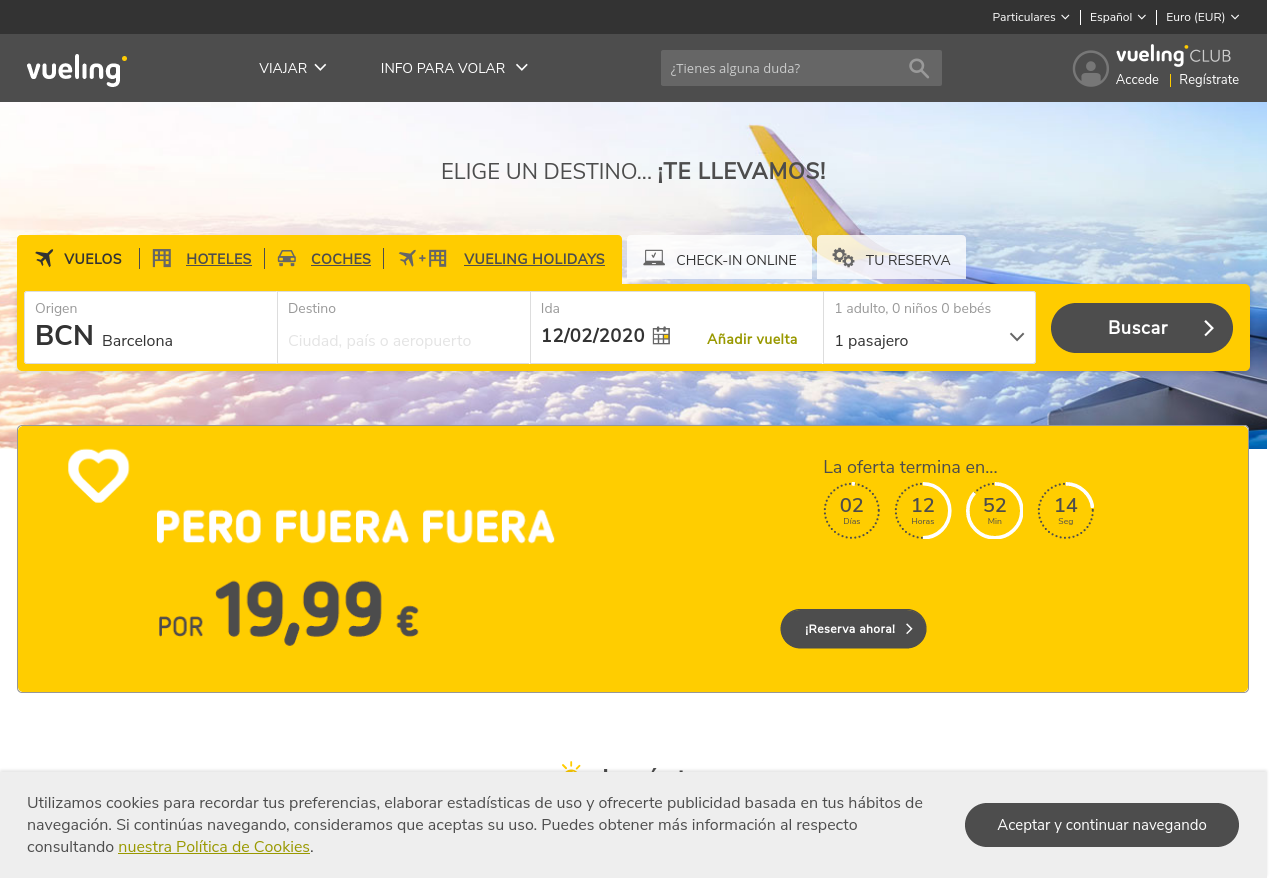 Particulares
Español
Euro (EUR)
vueling
VIAJAR
INFO PARA VOLAR
¿Tienes alguna duda?
vueling CLUB
Accede
Regístrate
ELIGE UN DESTINO... ¡TE LLEVAMOS!
VUELOS
HOTELES
COCHES
+
VUELING HOLIDAYS
CHECK-IN ONLINE
TU RESERVA
Origen
BCN Barcelona
Destino
Ciudad, país o aeropuerto
Ida
12/02/2020
Añadir vuelta
1 adulto, 0 niños 0 bebés
1 pasajero
Buscar
PERO FUERA FUERA
POR 19,99 €
La oferta termina en...
02 12 52 14
Días Horas Min Seg
¡Reserva ahora!
Utilizamos cookies para recordar tus preferencias, elaborar estadísticas de uso y ofrecerte publicidad basada en tus hábitos de
navegación. Si continúas navegando, consideramos que aceptas su uso. Puedes obtener más información al respecto
consultando nuestra Política de Cookies.
Aceptar y continuar navegando